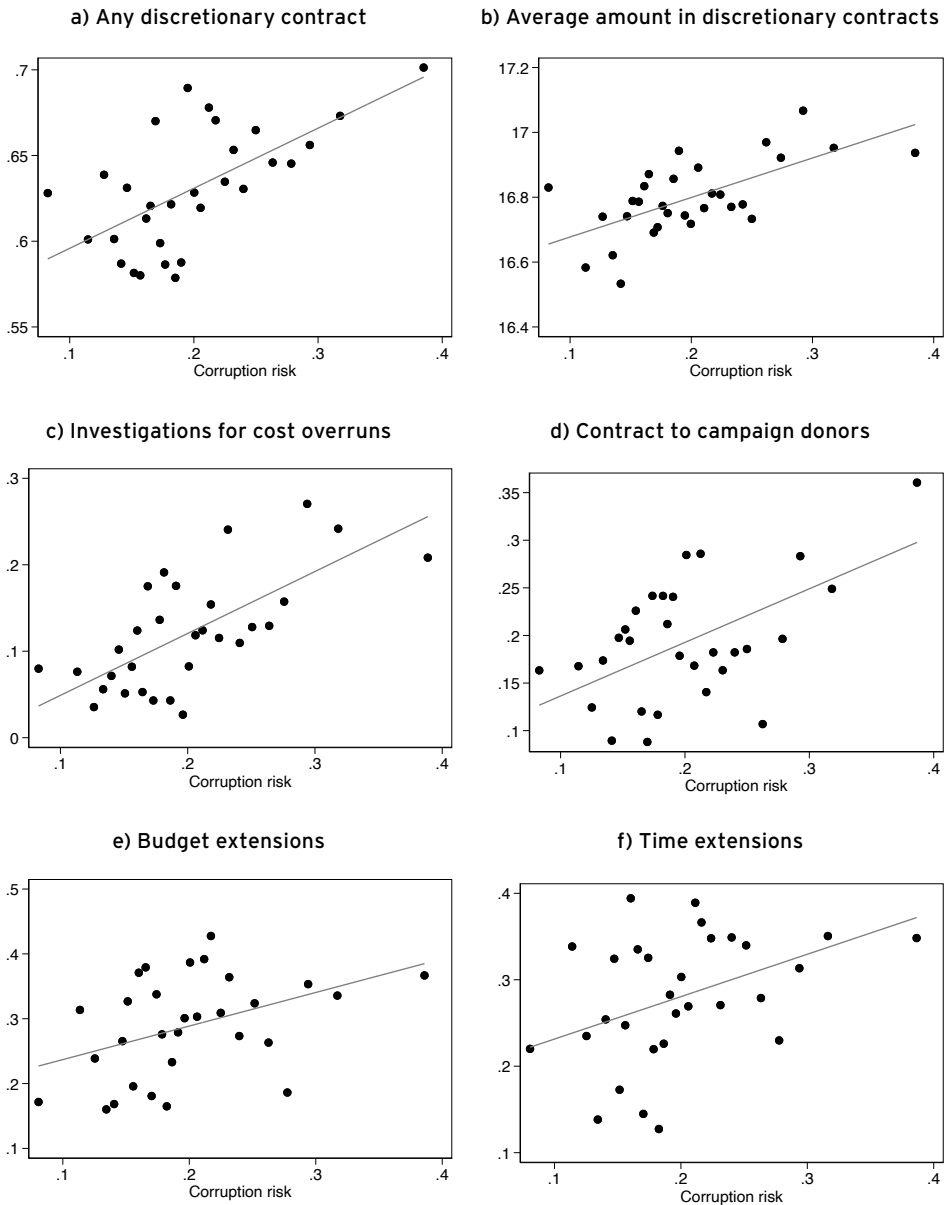 a) Any discretionary contract
.7
.65
.6
.55
.1 .2 .3 .4
Corruption risk
b) Average amount in discretionary contracts
17.2
17
16.8
16.6
16.4
.1 .2 .3 .4
Corruption risk
c) Investigations for cost overruns
.3
.2
.1
0
.1 .2 .3 .4
Corruption risk
d) Contract to campaign donors
.35
.3
.25
.2
.15
.1
.1 .2 .3 .4
Corruption risk
e) Budget extensions
.5
.4
.3
.2
.1
.1 .2 .3 .4
Corruption risk
f) Time extensions
.4
.3
.2
.1
.1 .2 .3 .4
Corruption risk